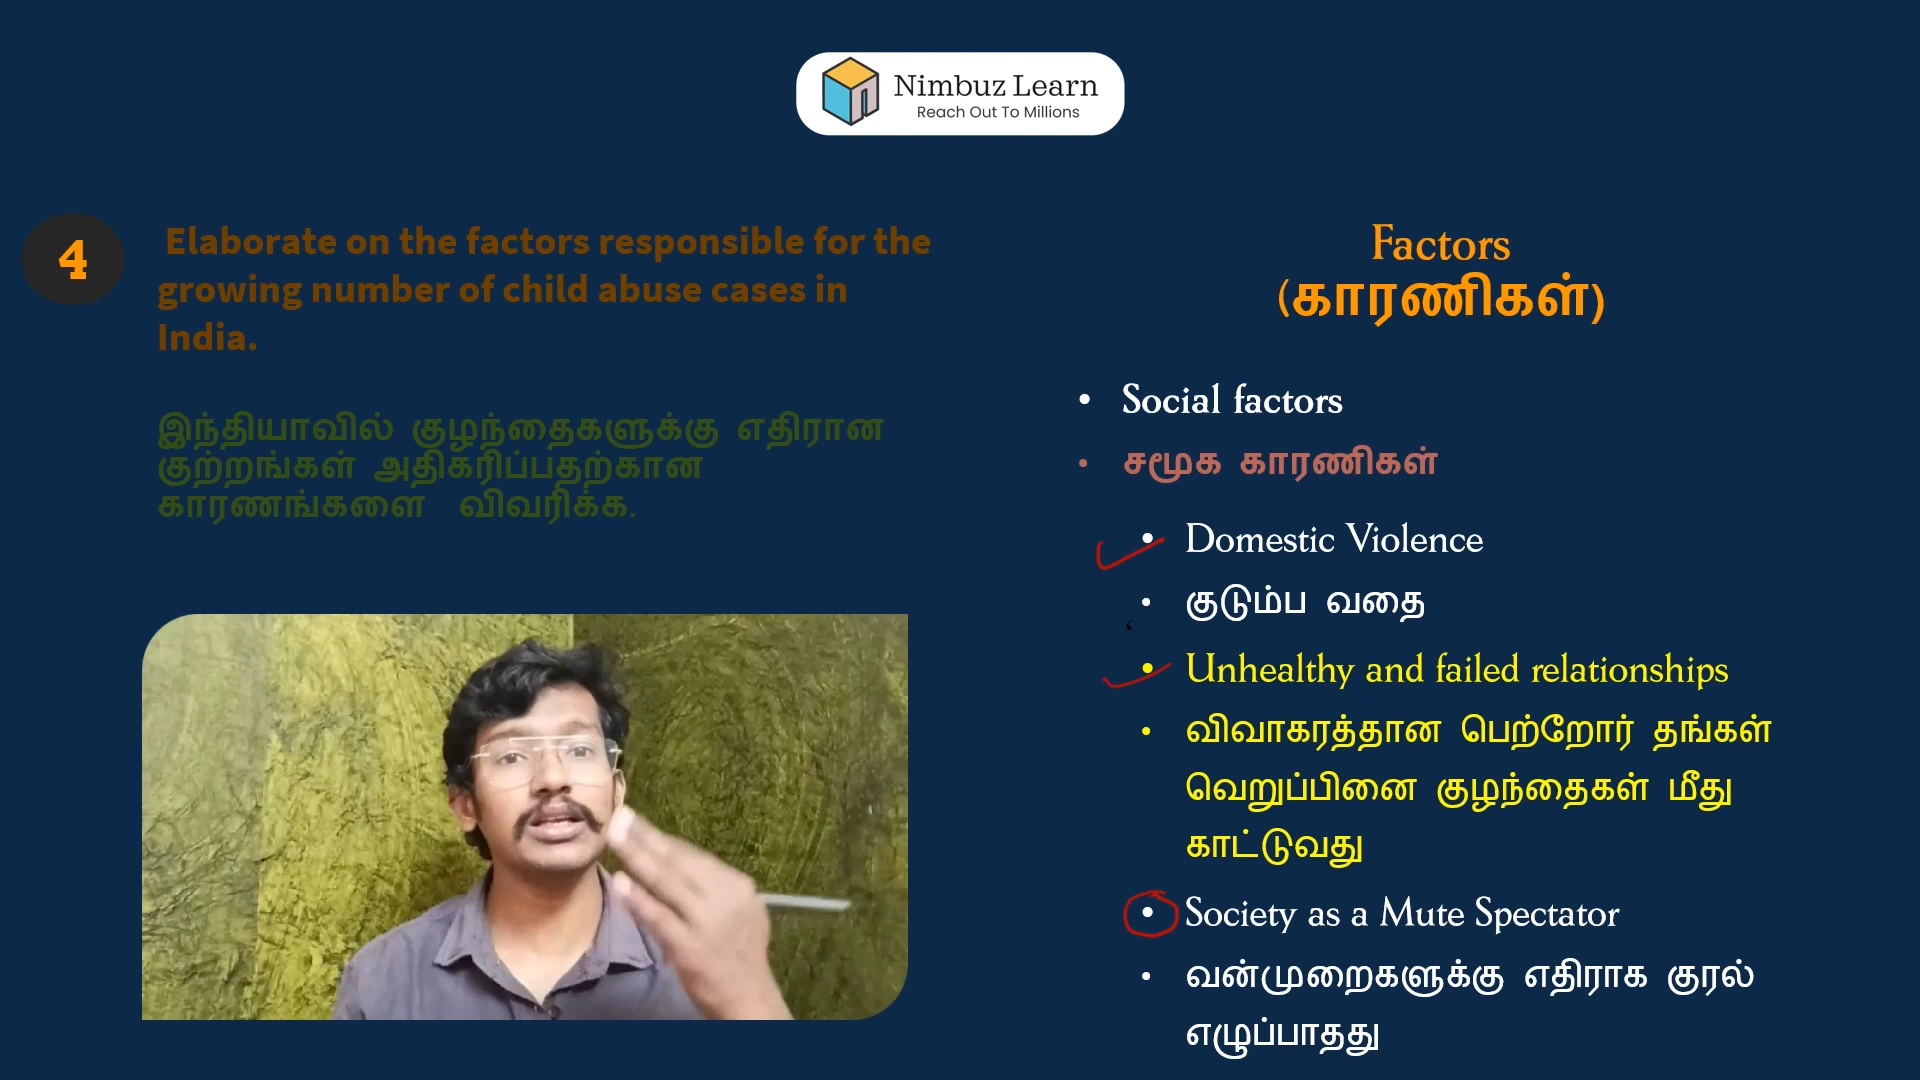 Nimbuz Learn
Reach Out To Millions
4
Elaborate on the factors responsible for the
growing number of child abuse cases in
India.
இந்தியாவில் குழந்தைகளுக்கு எதிரான
குற்றங்கள் அதிகரிப்பதற்கான
காரணங்களை விவரிக்க.
Factors
(காரணிகள்)
• Social factors
• சமூக காரணிகள்
• Domestic Violence
• குடும்ப வதை
• Unhealthy and failed relationships
• விவாகரத்தான பெற்றோர் தங்கள்
வெறுப்பினை குழந்தைகள் மீது
காட்டுவது
• Society as a Mute Spectator
• வன்முறைகளுக்கு எதிராக குரல்
எழுப்பாதது